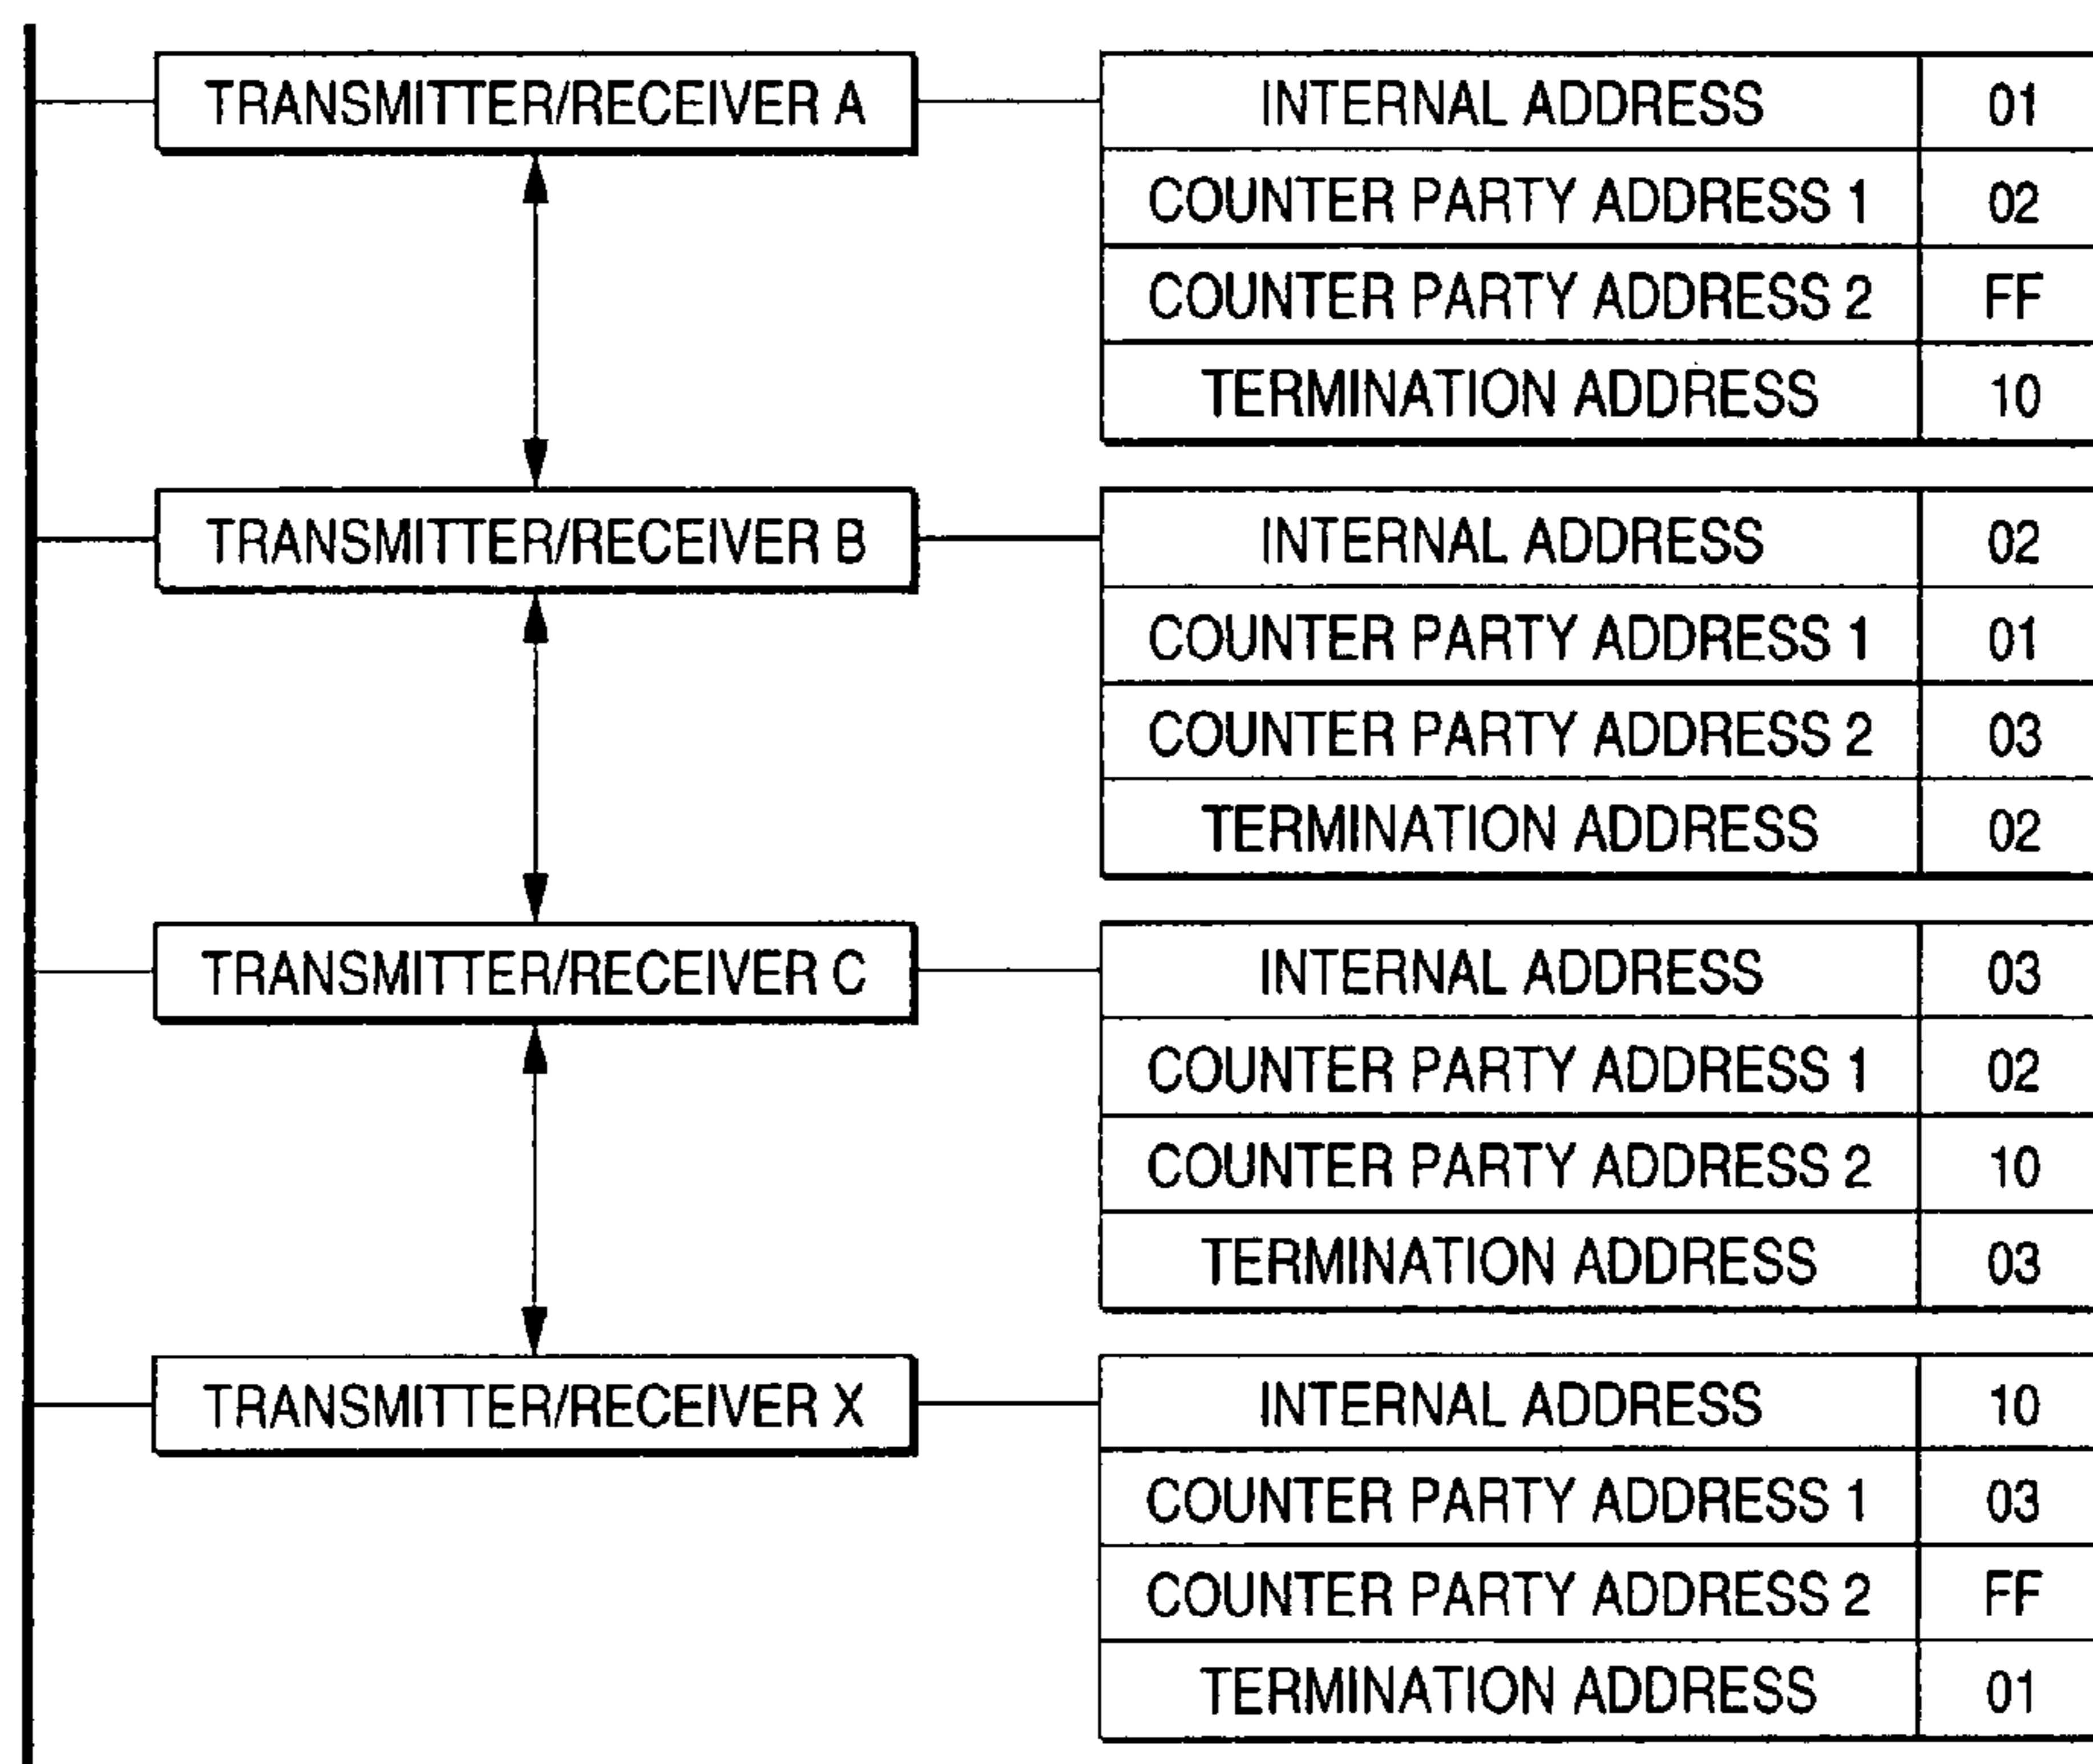 TRANSMITTER/RECEIVER A
INTERNAL ADDRESS 01
COUNTER PARTY ADDRESS 1 02
COUNTER PARTY ADDRESS 2 FF
TERMINATION ADDRESS 10
TRANSMITTER/RECEIVER B
INTERNAL ADDRESS 02
COUNTER PARTY ADDRESS 1 01
COUNTER PARTY ADDRESS 2 03
TERMINATION ADDRESS 02
TRANSMITTER/RECEIVER C
INTERNAL ADDRESS 03
COUNTER PARTY ADDRESS 1 02
COUNTER PARTY ADDRESS 2 10
TERMINATION ADDRESS 03
TRANSMITTER/RECEIVER X
INTERNAL ADDRESS 10
COUNTER PARTY ADDRESS 1 03
COUNTER PARTY ADDRESS 2 FF
TERMINATION ADDRESS 01